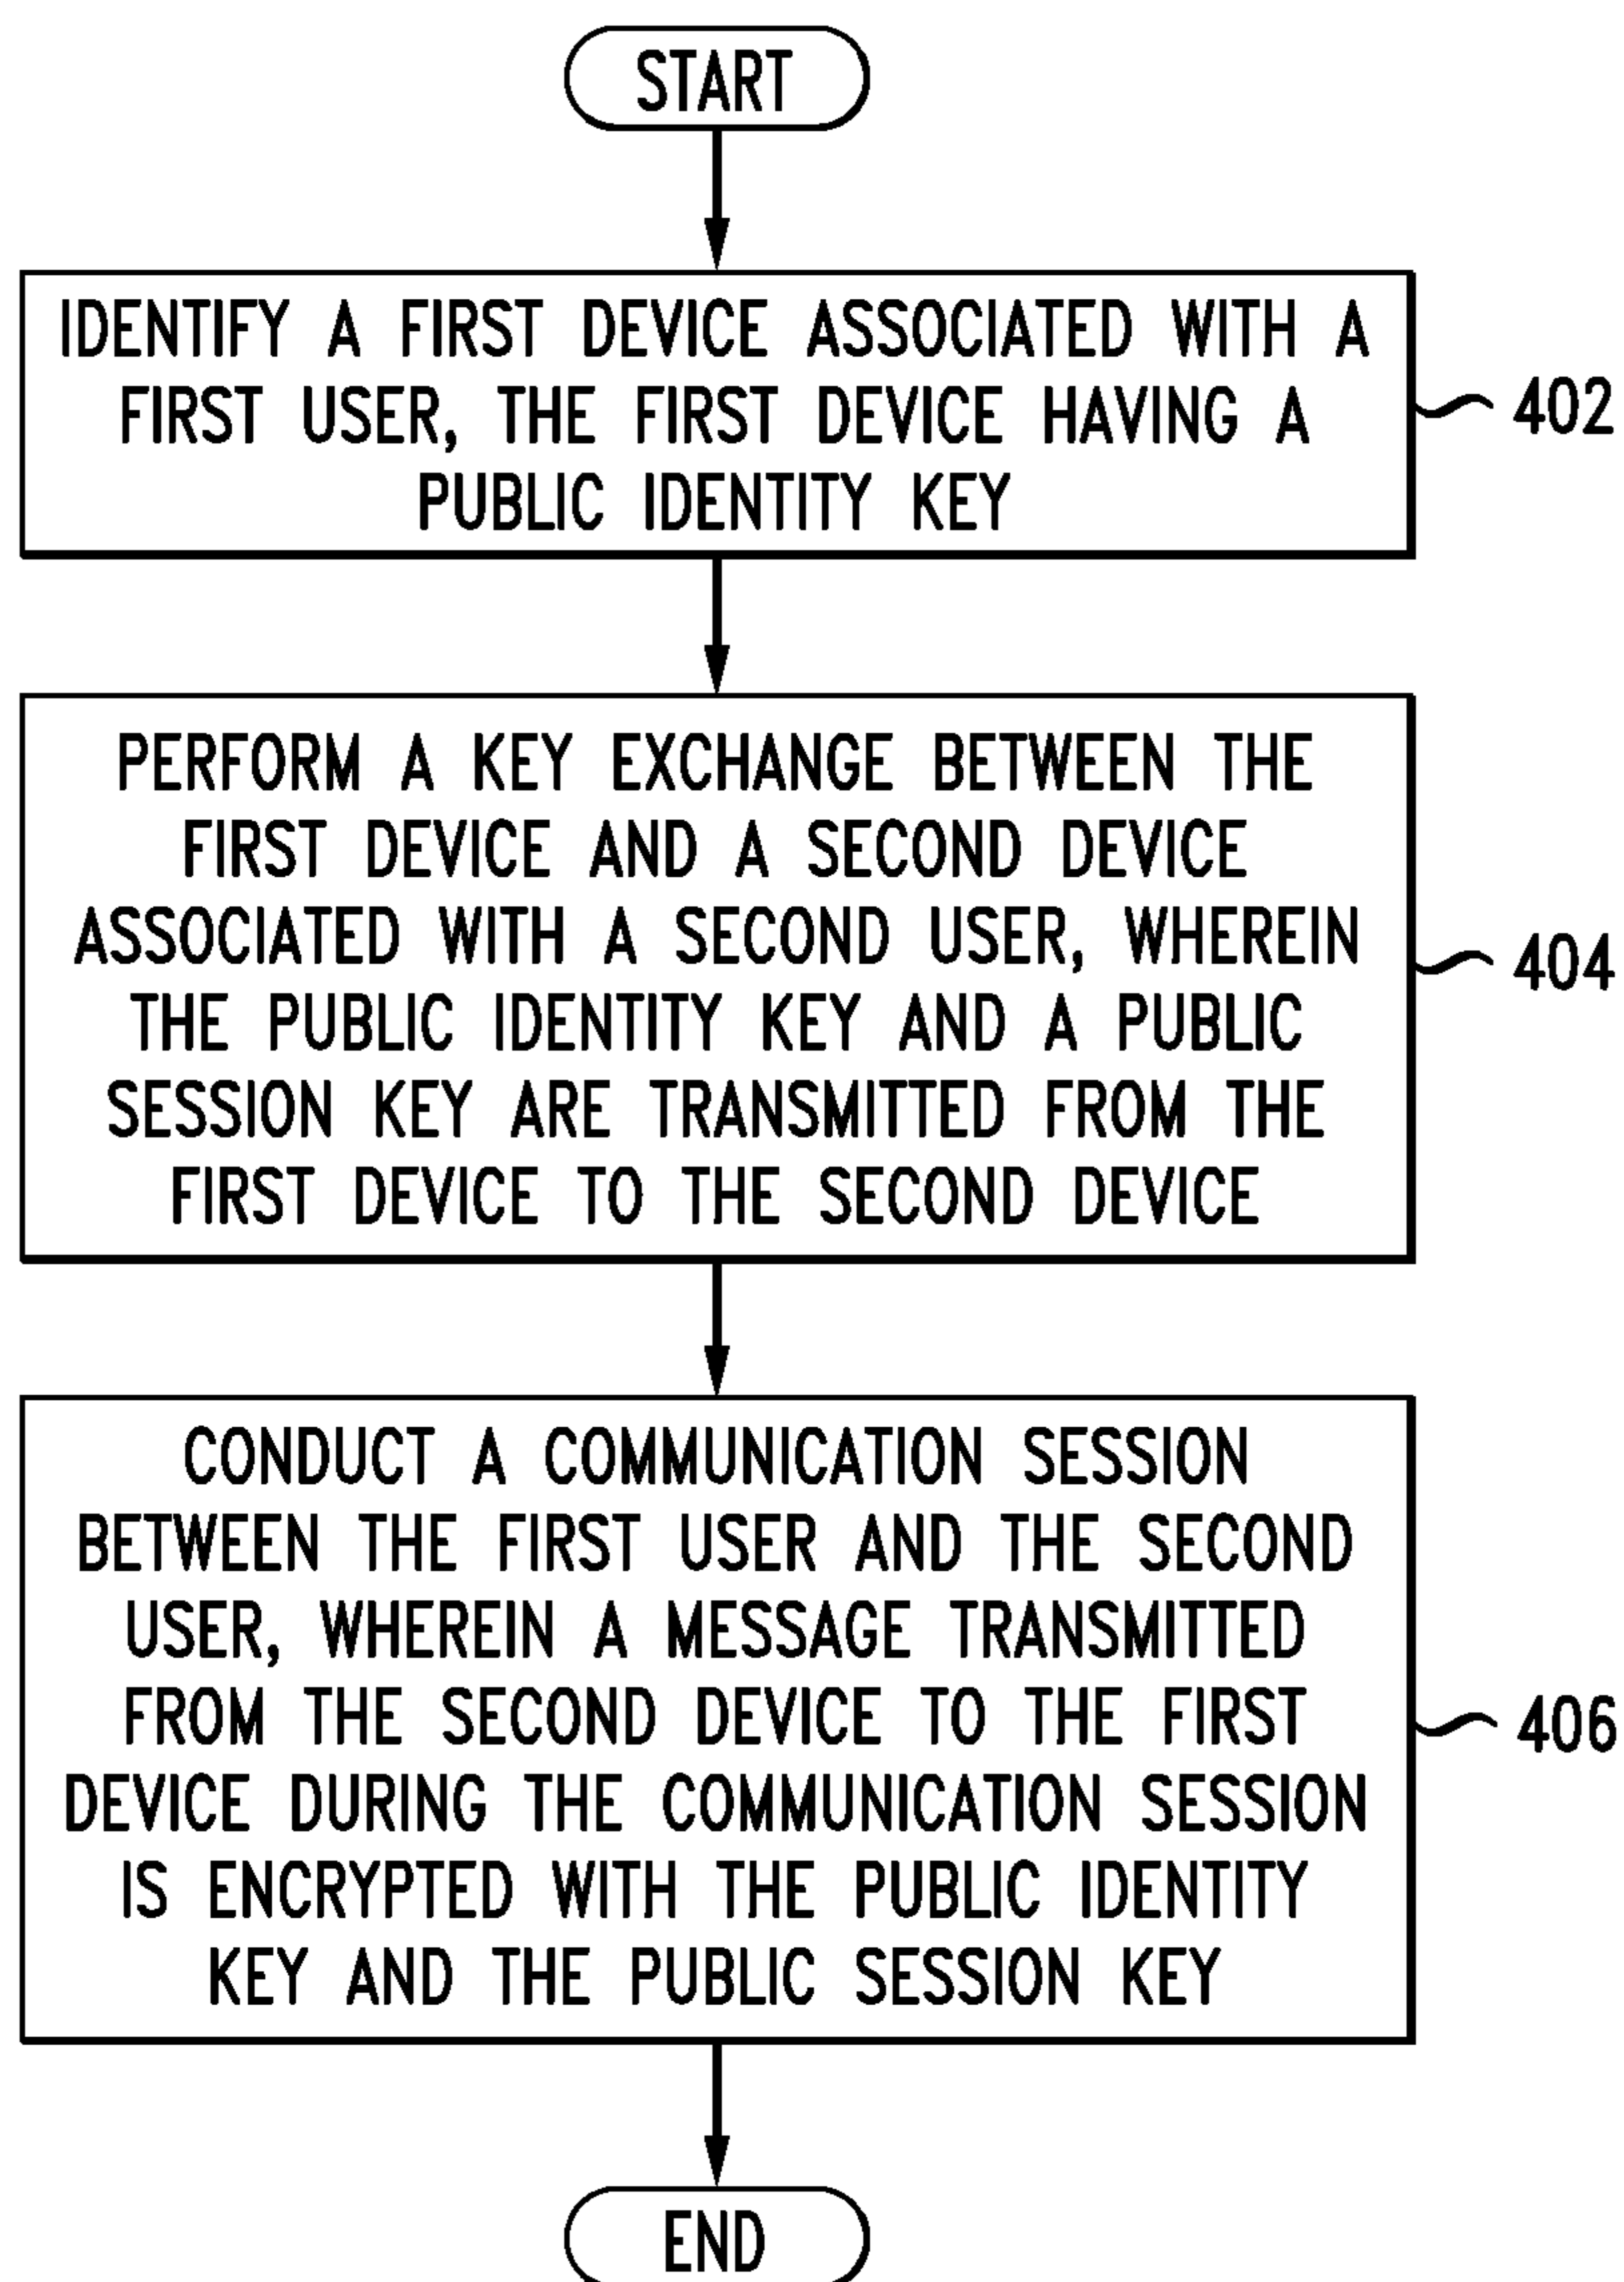 START
IDENTIFY A FIRST DEVICE ASSOCIATED WITH A
FIRST USER, THE FIRST DEVICE HAVING A
PUBLIC IDENTITY KEY
402
PERFORM A KEY EXCHANGE BETWEEN THE
FIRST DEVICE AND A SECOND DEVICE
ASSOCIATED WITH A SECOND USER, WHEREIN
THE PUBLIC IDENTITY KEY AND A PUBLIC
SESSION KEY ARE TRANSMITTED FROM THE
FIRST DEVICE TO THE SECOND DEVICE
404
CONDUCT A COMMUNICATION SESSION
BETWEEN THE FIRST USER AND THE SECOND
USER, WHEREIN A MESSAGE TRANSMITTED
FROM THE SECOND DEVICE TO THE FIRST
DEVICE DURING THE COMMUNICATION SESSION
IS ENCRYPTED WITH THE PUBLIC IDENTITY
KEY AND THE PUBLIC SESSION KEY
406
END